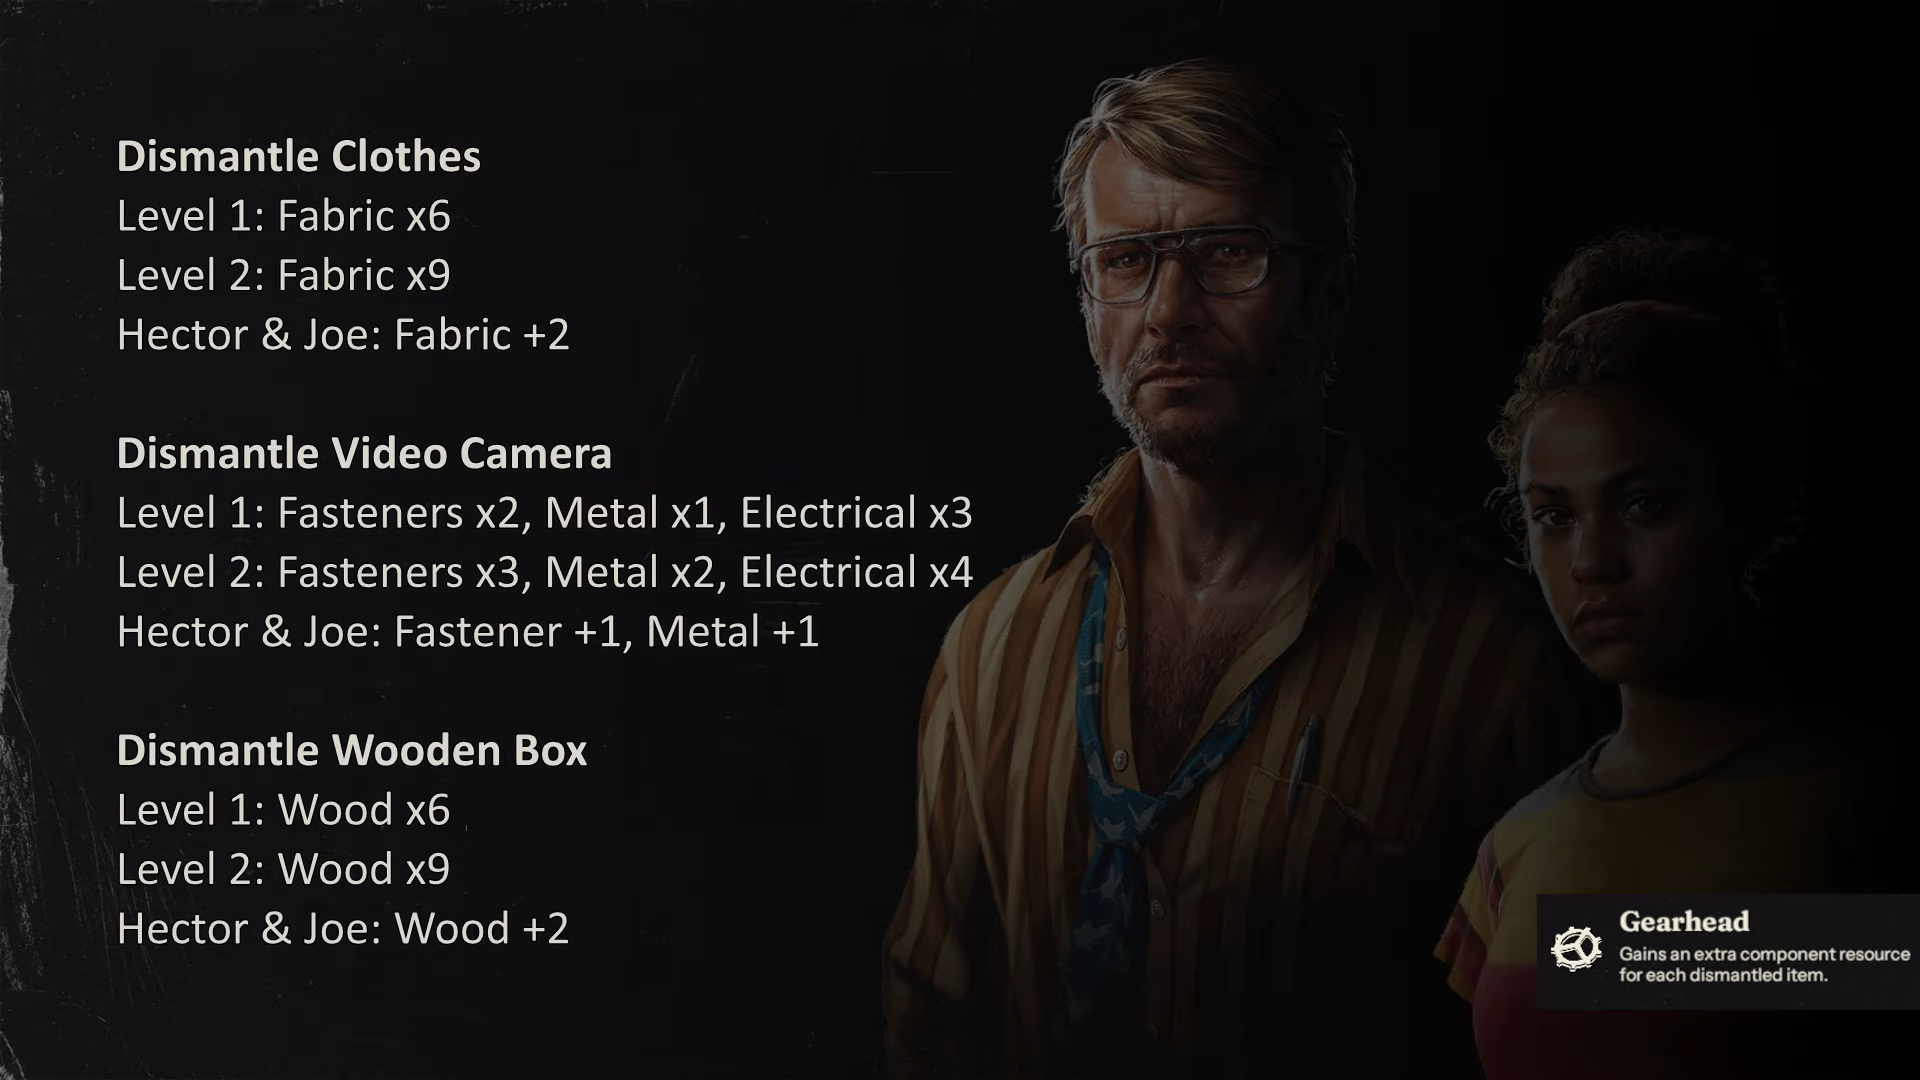 Dismantle Clothes
Level 1: Fabric x6
Level 2: Fabric x9
Hector & Joe: Fabric +2
Dismantle Video Camera
Level 1: Fasteners x2, Metal x1, Electrical x3
Level 2: Fasteners x3, Metal x2, Electrical x4
Hector & Joe: Fastener +1, Metal +1
Dismantle Wooden Box
Level 1: Wood x6
Level 2: Wood x9
Hector & Joe: Wood +2
Gearhead
Gains an extra component resource
for each dismantled item.